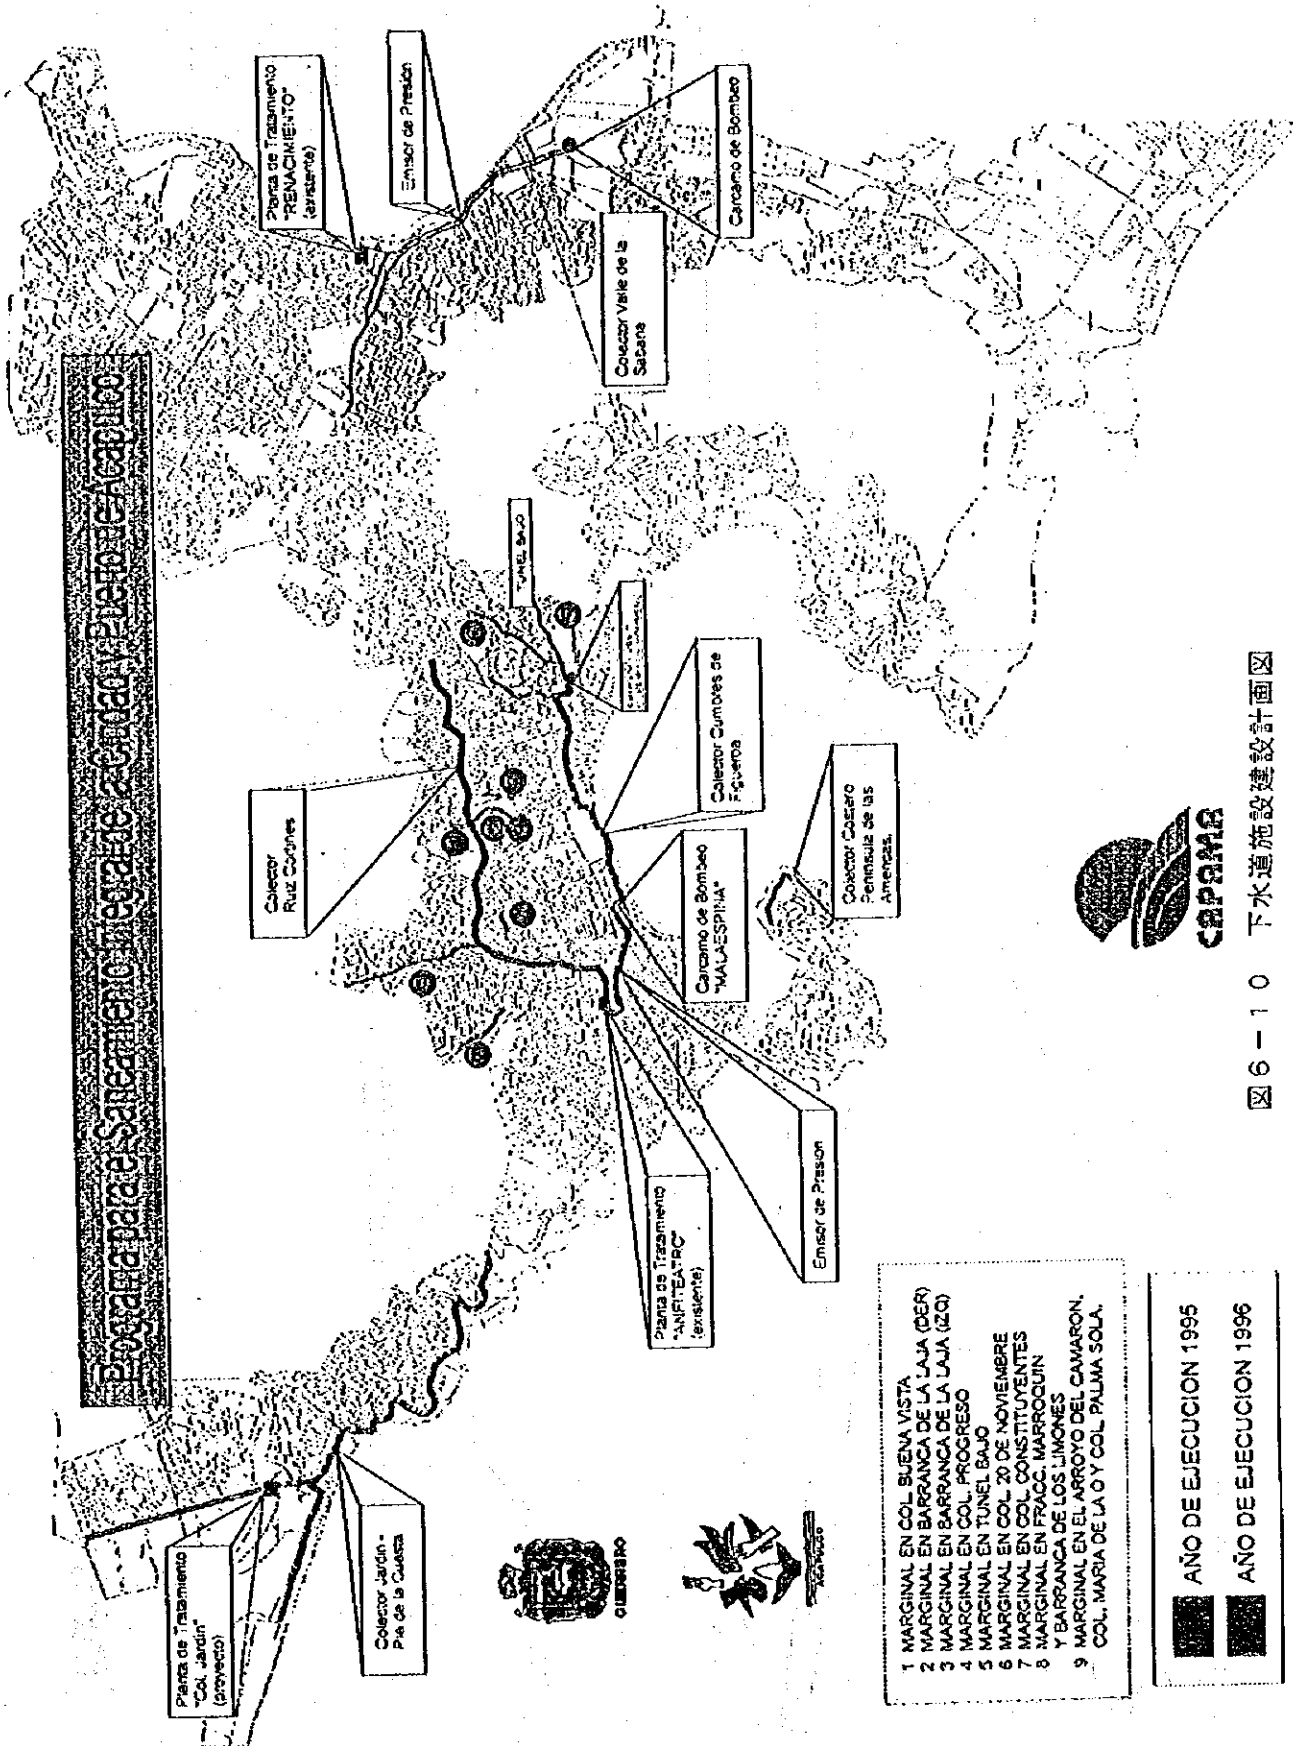 Programa para el Saneamiento Integral de la Ciudad y Puerto de Acapulco
Planta de Tratamiento
"RENACIMIENTO"
(existente)
Emisor de Presión
Carcamo de Bombeo
Colector Valle de la
Sabana
TUNEL BAJO
Colector
Ruiz Cortines
Colector Cumbres de
Figueroa
Carcamo de Bombeo
"MALAESPINA"
Colector Costero
Peninsula de las
Americas.
Planta de Tratamiento
"ANFITEATRO"
(existente)
Emisor de Presion
Planta de Tratamiento
"Col. Jardin"
(proyecto)
Colector Jardin -
Pie de la Cuesta
GUERRERO
ACAPULCO
1 MARGINAL EN COL BUENA VISTA
2 MARGINAL EN BARRANCA DE LA LAJA (DER)
3 MARGINAL EN BARRANCA DE LA LAJA (IZQ)
4 MARGINAL EN COL. PROGRESO
5 MARGINAL EN TUNEL BAJO
6 MARGINAL EN COL. 20 DE NOVIEMBRE
7 MARGINAL EN COL. CONSTITUYENTES
8 MARGINAL EN FRACC. MARROQUIN
Y BARRANCA DE LOS LIMONES
9 MARGINAL EN EL ARROYO DEL CAMARON,
COL. MARIA DE LA O Y COL. PALMA SOLA.
AÑO DE EJECUCION 1995
AÑO DE EJECUCION 1996
CAPAMA
図6-10 下水道施設建設計画図